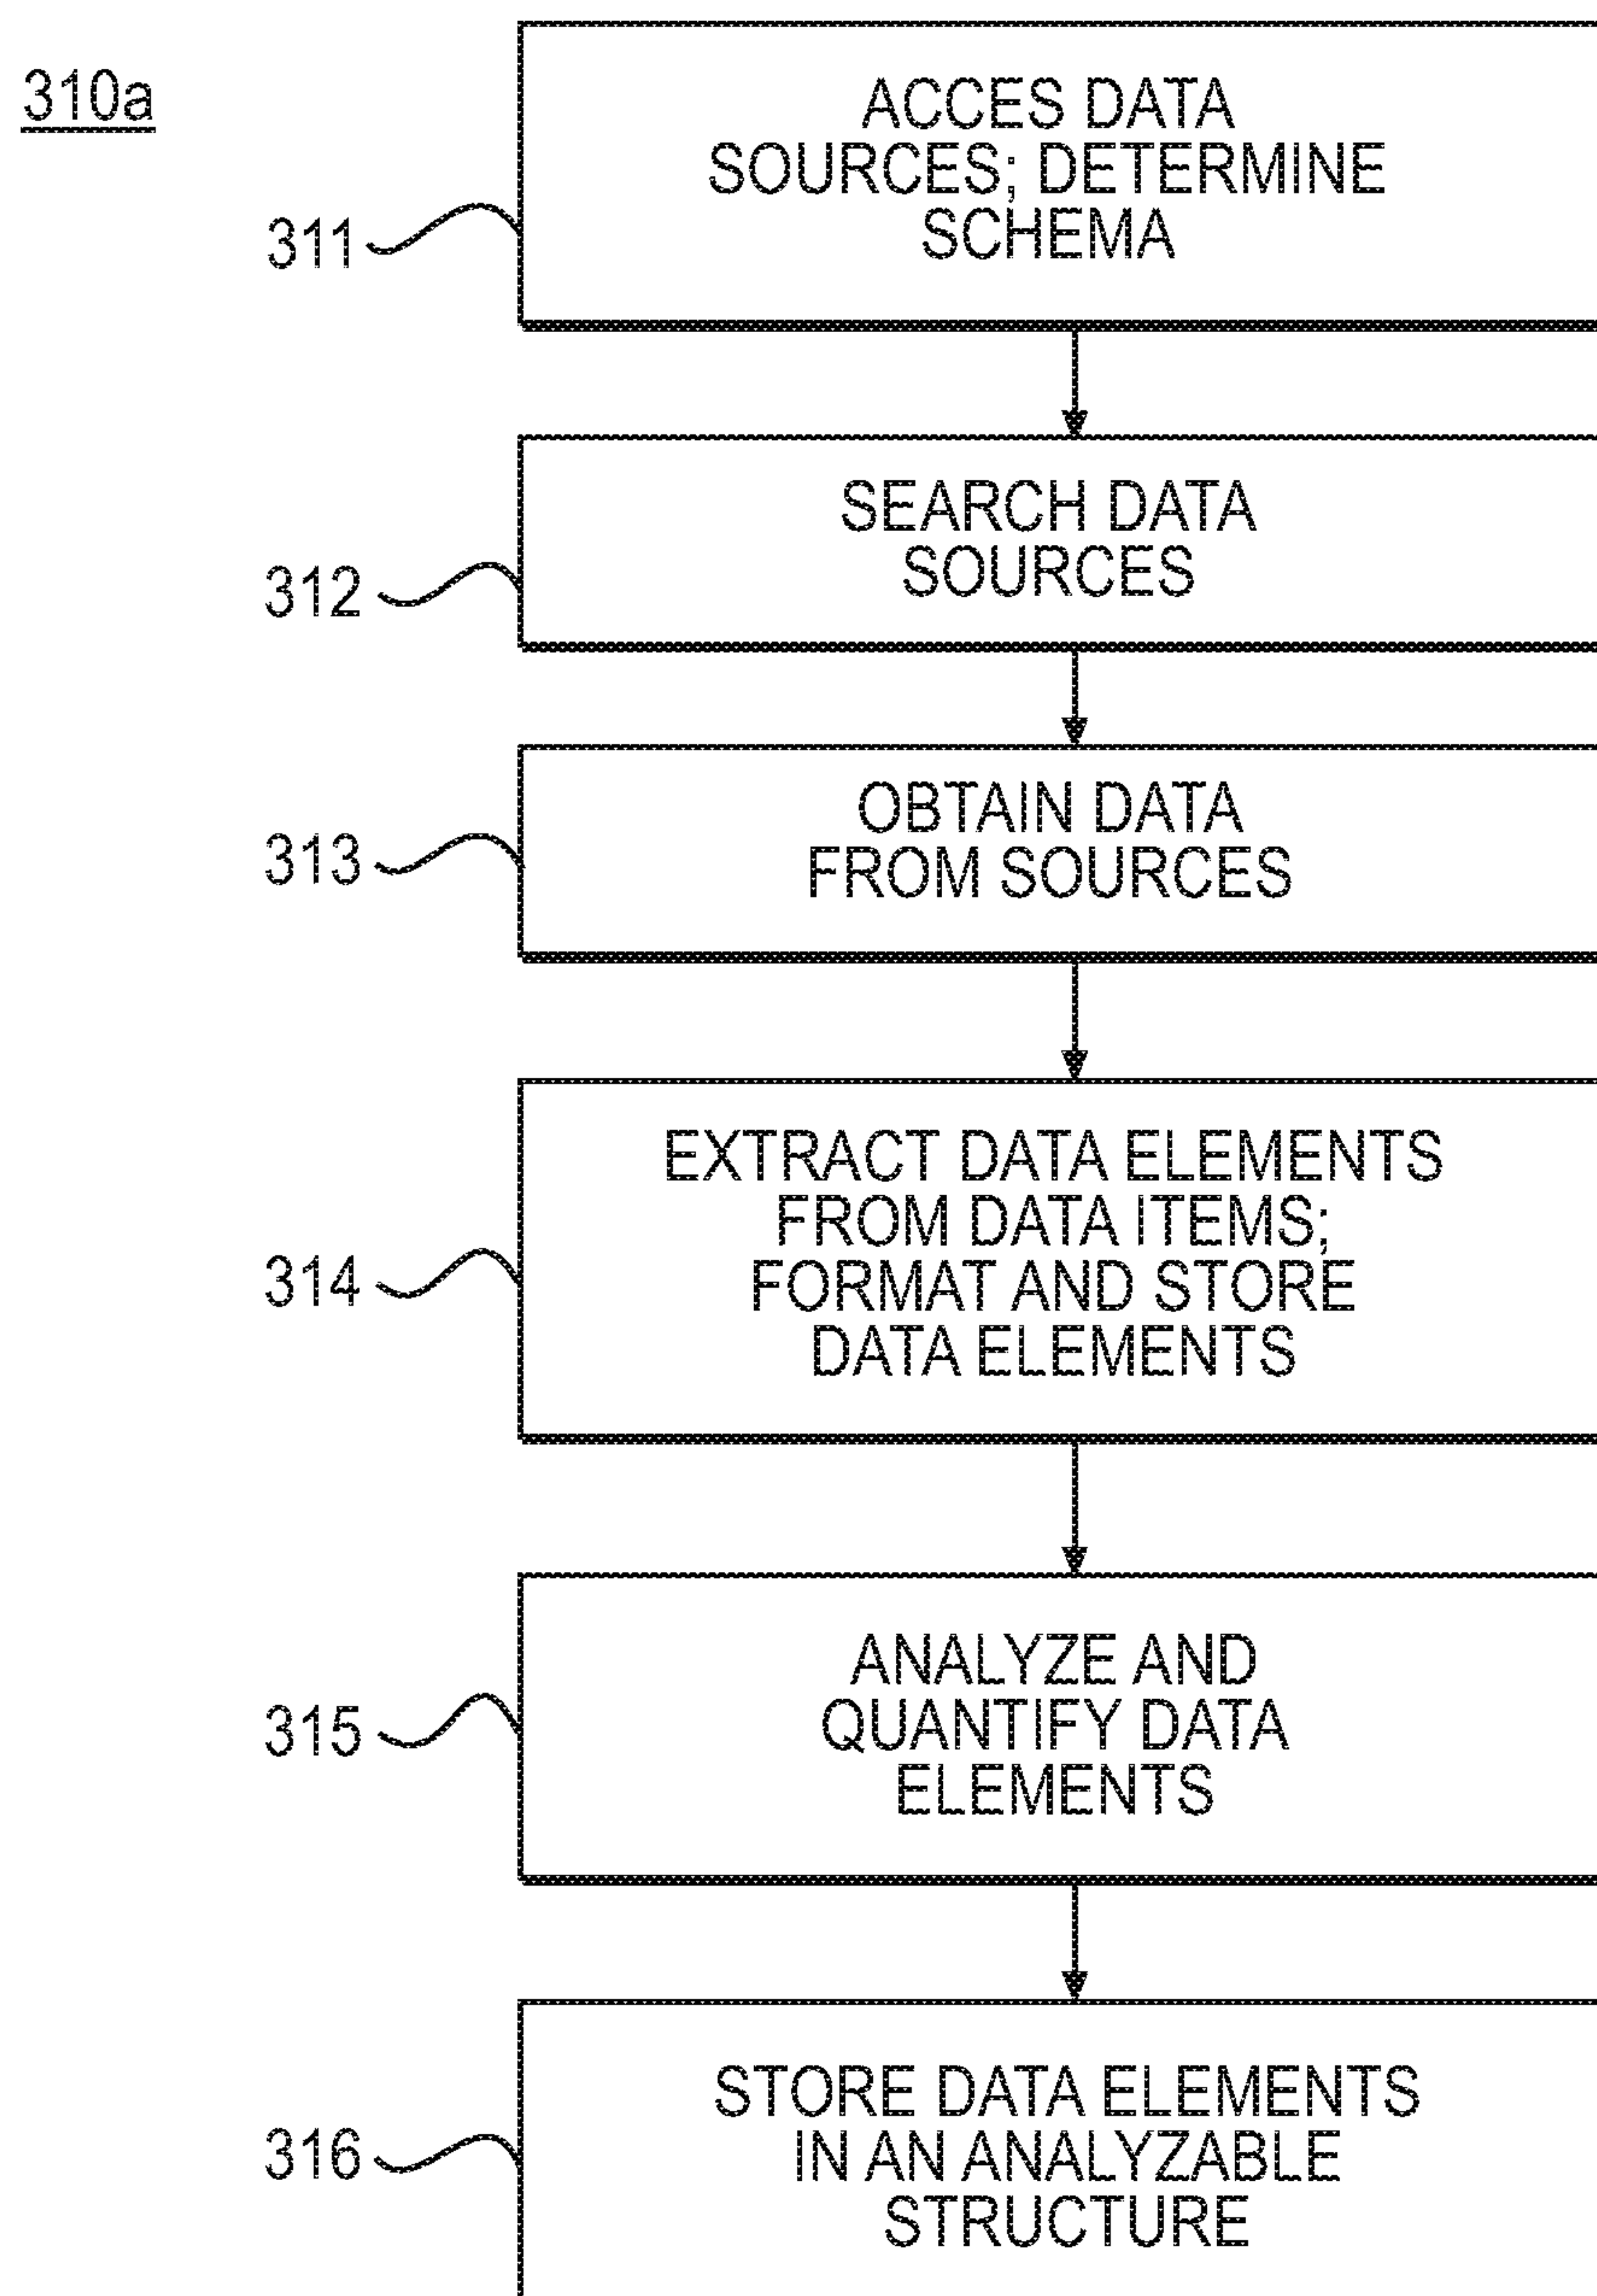 310a
ACCES DATA
SOURCES; DETERMINE
SCHEMA
311
SEARCH DATA
SOURCES
312
OBTAIN DATA
FROM SOURCES
313
EXTRACT DATA ELEMENTS
FROM DATA ITEMS;
FORMAT AND STORE
DATA ELEMENTS
314
ANALYZE AND
QUANTIFY DATA
ELEMENTS
315
STORE DATA ELEMENTS
IN AN ANALYZABLE
STRUCTURE
316